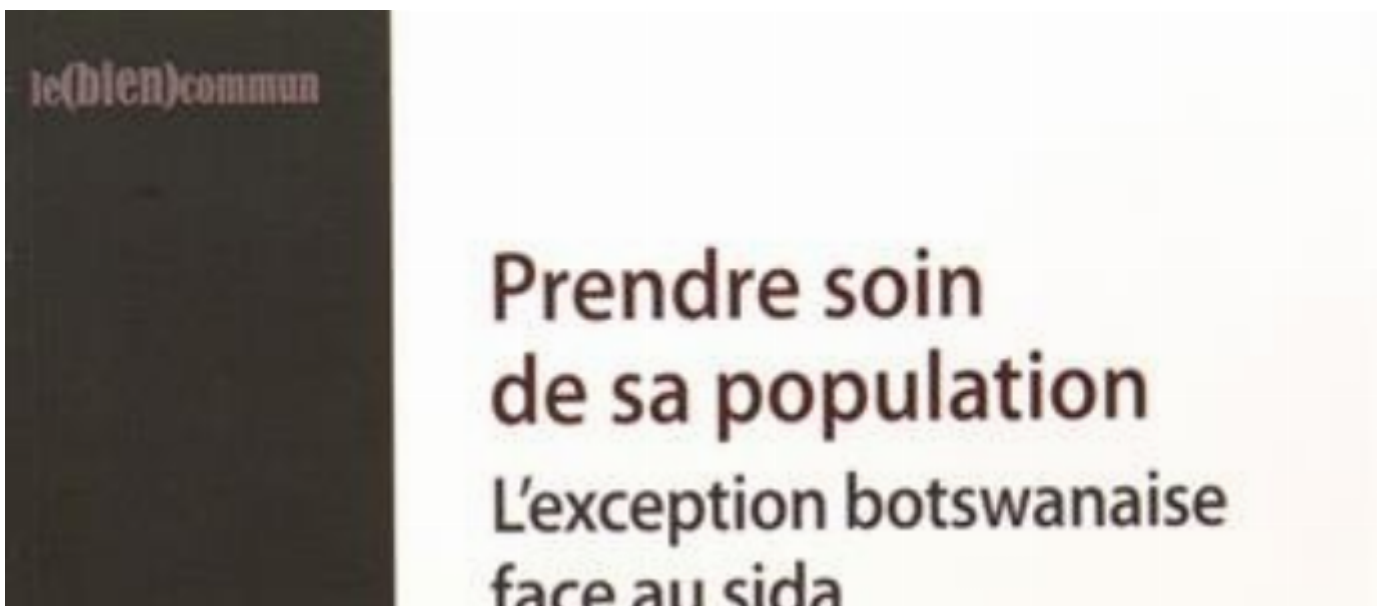 le(bien)commun
Prendre soin
de sa population
L'exception botswanaise
face au sida